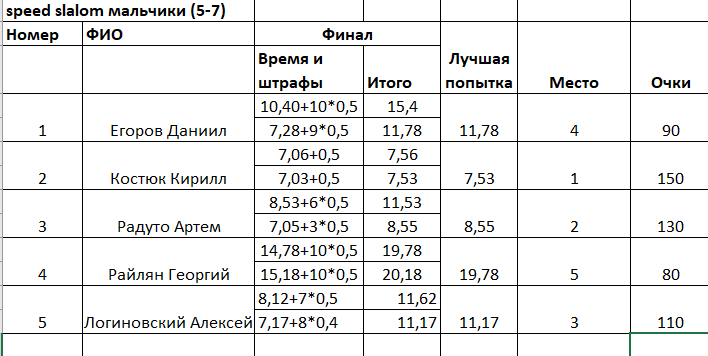 speed slalom мальчики (5-7)
Номер ФИО Финал
Время и штрафы Итого Лучшая попытка Место Очки
10,40+10*0,5 15,4
1 Егоров Даниил 7,28+9*0,5 11,78 11,78 4 90
7,06+0,5 7,56
2 Костюк Кирилл 7,03+0,5 7,53 7,53 1 150
8,53+6*0,5 11,53
3 Радуто Артем 7,05+3*0,5 8,55 8,55 2 130
14,78+10*0,5 19,78
4 Райлян Георгий 15,18+10*0,5 20,18 19,78 5 80
8,12+7*0,5 11,62
5 Логиновский Алексей 7,17+8*0,4 11,17 11,17 3 110